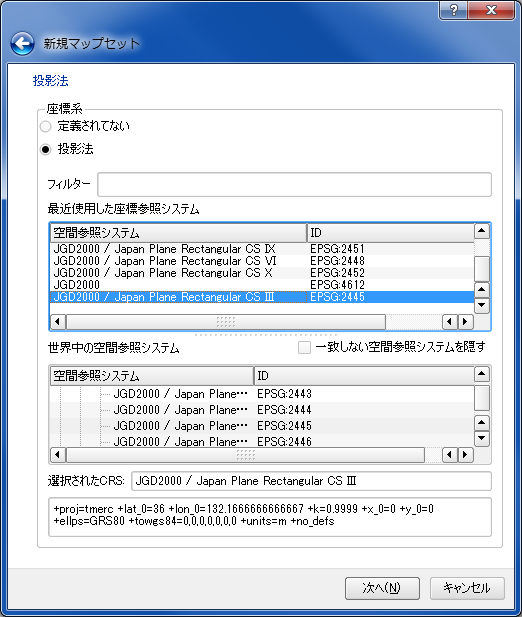 新規マップセット
投影法
座標系
定義されてない
投影法
フィルター
最近使用した座標参照システム
空間参照システム ID
JGD2000 / Japan Plane Rectangular CS IX EPSG:2451
JGD2000 / Japan Plane Rectangular CS VI EPSG:2448
JGD2000 / Japan Plane Rectangular CS X EPSG:2452
JGD2000 EPSG:4612
JGD2000 / Japan Plane Rectangular CS III EPSG:2445
世界中の空間参照システム 一致しない空間参照システムを隠す
空間参照システム ID
JGD2000 / Japan Plane… EPSG:2443
JGD2000 / Japan Plane… EPSG:2444
JGD2000 / Japan Plane… EPSG:2445
JGD2000 / Japan Plane… EPSG:2446
選択されたCRS: JGD2000 / Japan Plane Rectangular CS III
+proj=tmerc +lat_0=36 +lon_0=132.1666666666667 +k=0.9999 +x_0=0 +y_0=0
+ellps=GRS80 +towgs84=0,0,0,0,0,0,0 +units=m +no_defs
次へ(N) キャンセル